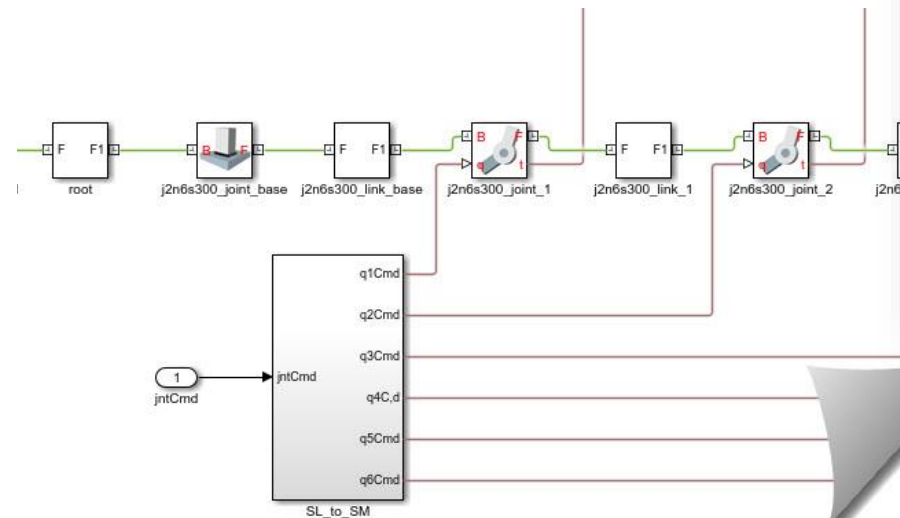 F F1
root
B F
j2n6s300_joint_base
F F1
j2n6s300_link_base
B F
q t
j2n6s300_joint_1
F F1
j2n6s300_link_1
B F
q t
j2n6s300_joint_2
j2n6
q1Cmd
q2Cmd
q3Cmd
1
jntCmd
jntCmd
q4C,d
q5Cmd
q6Cmd
SL_to_SM